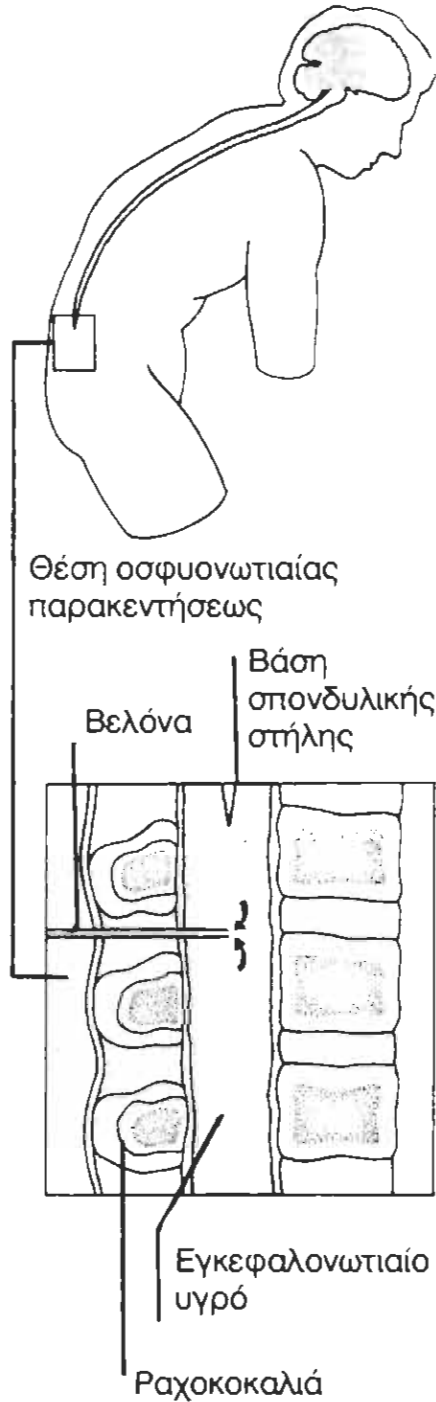 Θέση οσφυονωτιαίας
παρακεντήσεως
Βάση
σπονδυλικής
στήλης
Βελόνα
Εγκεφαλονωτιαίο
υγρό
Ραχοκοκαλιά